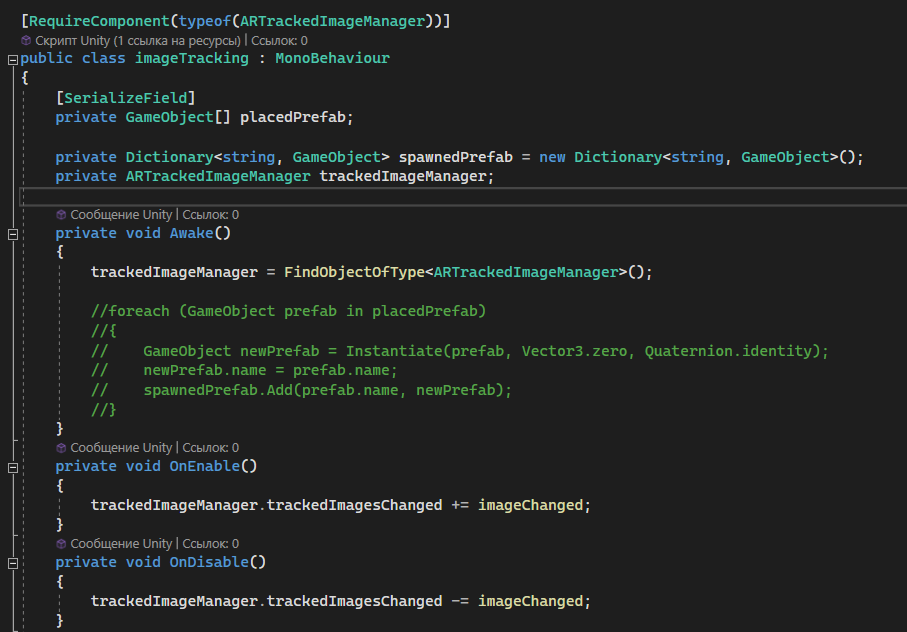 [RequireComponent(typeof(ARTrackedImageManager))]
Скрипт Unity (1 ссылка на ресурсы) | Ссылок: 0
public class imageTracking : MonoBehaviour
{
[SerializeField]
private GameObject[] placedPrefab;
private Dictionary<string, GameObject> spawnedPrefab = new Dictionary<string, GameObject>();
private ARTrackedImageManager trackedImageManager;
Сообщение Unity | Ссылок: 0
private void Awake()
{
trackedImageManager = FindObjectOfType<ARTrackedImageManager>();
//foreach (GameObject prefab in placedPrefab)
//{
//    GameObject newPrefab = Instantiate(prefab, Vector3.zero, Quaternion.identity);
//    newPrefab.name = prefab.name;
//    spawnedPrefab.Add(prefab.name, newPrefab);
//}
}
Сообщение Unity | Ссылок: 0
private void OnEnable()
{
trackedImageManager.trackedImagesChanged += imageChanged;
}
Сообщение Unity | Ссылок: 0
private void OnDisable()
{
trackedImageManager.trackedImagesChanged -= imageChanged;
}